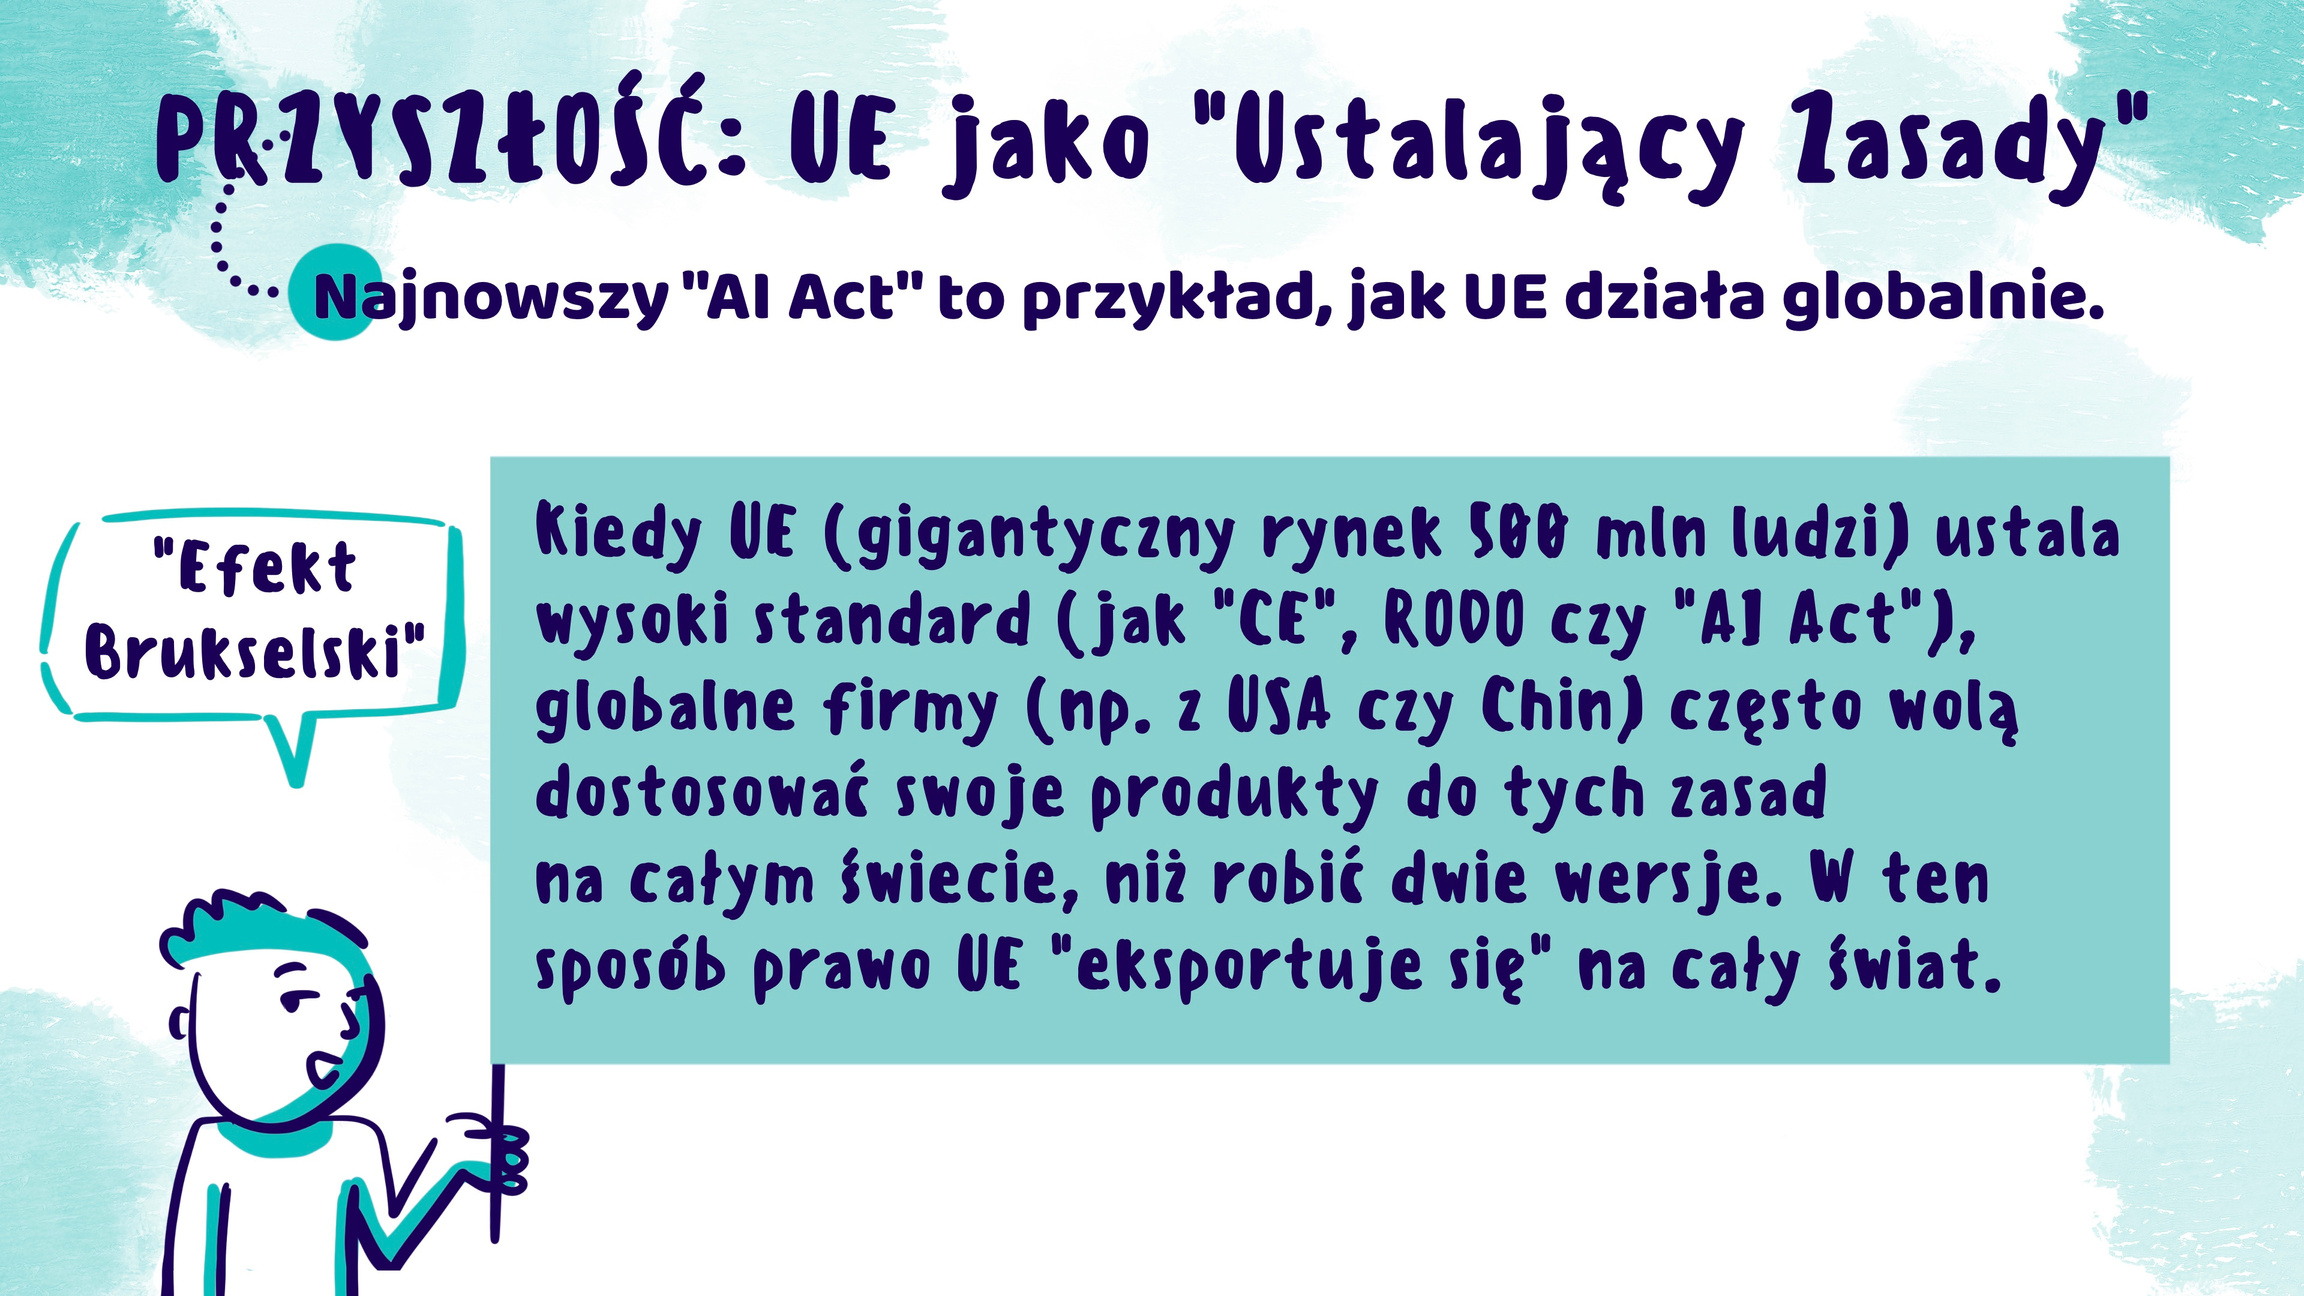 PRZYSZŁOŚĆ: UE jako "Ustalający Zasady"
Najnowszy "AI Act" to przykład, jak UE działa globalnie.
"Efekt
Brukselski"
Kiedy UE (gigantyczny rynek 500 mln ludzi) ustala
wysoki standard (jak "CE", RODO czy "AI Act"),
globalne firmy (np. z USA czy Chin) często wolą
dostosować swoje produkty do tych zasad
na całym świecie, niż robić dwie wersje. W ten
sposób prawo UE "eksportuje się" na cały świat.